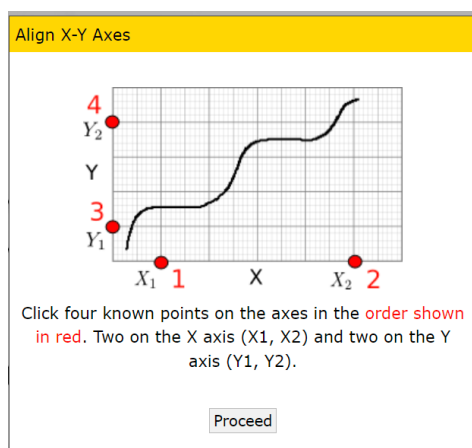 Align X-Y Axes
4
Y2
Y
3
Y1
X1 1 X X2 2
Click four known points on the axes in the order shown
in red. Two on the X axis (X1, X2) and two on the Y
axis (Y1, Y2).
Proceed